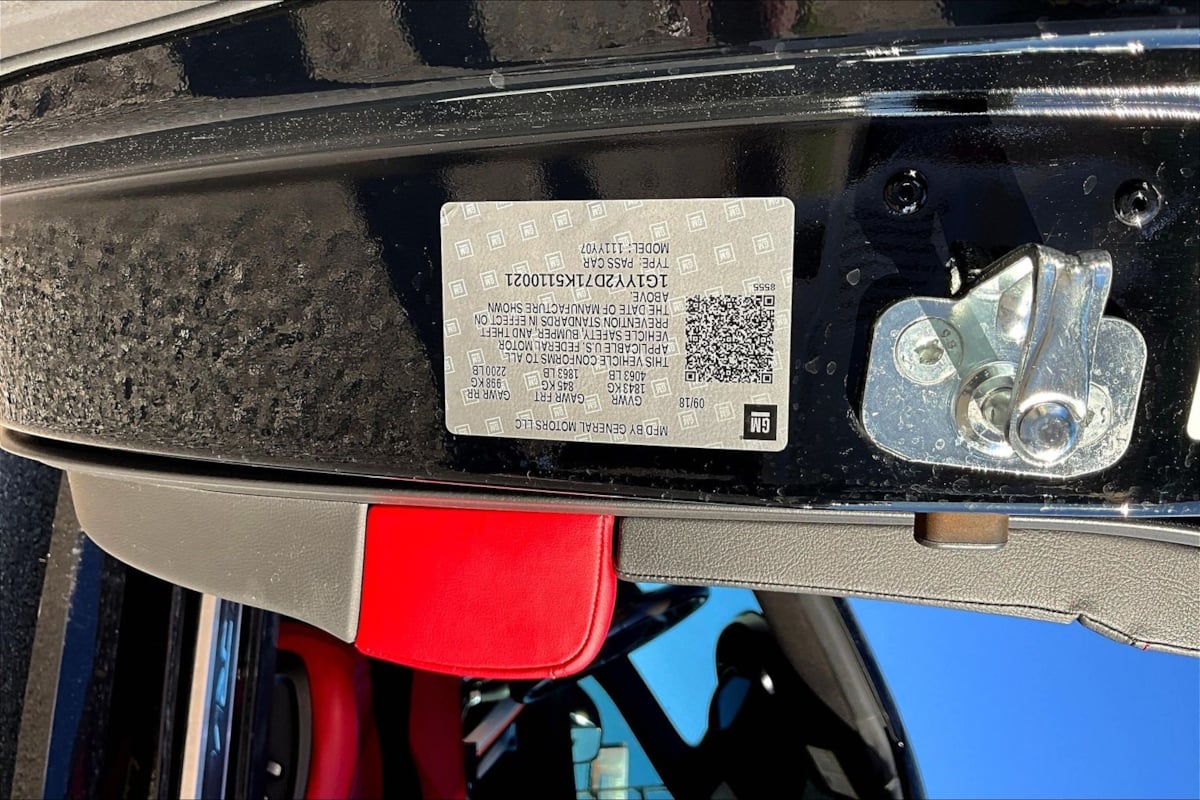 MFD BY GENERAL MOTORS LLC
GM
09/18
GVWR GAWR FRT GAWR RR
1843 KG 845 KG 998 KG
4063 LB 1863 LB 2200 LB
THIS VEHICLE CONFORMS TO ALL
APPLICABLE U.S. FEDERAL MOTOR
VEHICLE SAFETY, BUMPER, AND THEFT
PREVENTION STANDARDS IN EFFECT ON
THE DATE OF MANUFACTURE SHOWN
ABOVE.
8555
1G1YY2D71K5110021
TYPE: PASS CAR
MODEL: 111YY07